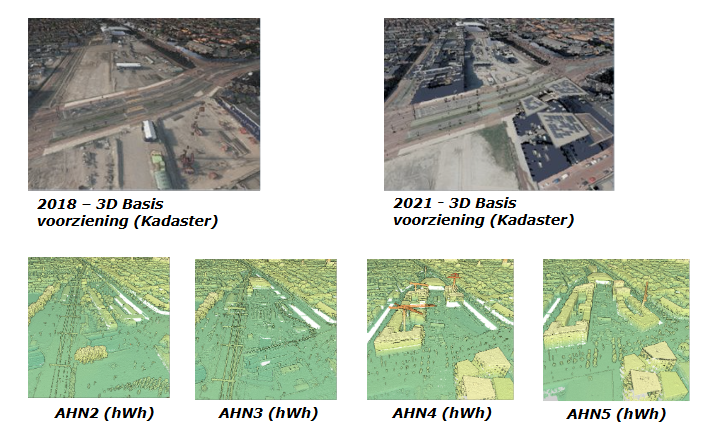 2018 – 3D Basis
voorziening (Kadaster)
2021 - 3D Basis
voorziening (Kadaster)
AHN2 (hWh)
AHN3 (hWh)
AHN4 (hWh)
AHN5 (hWh)